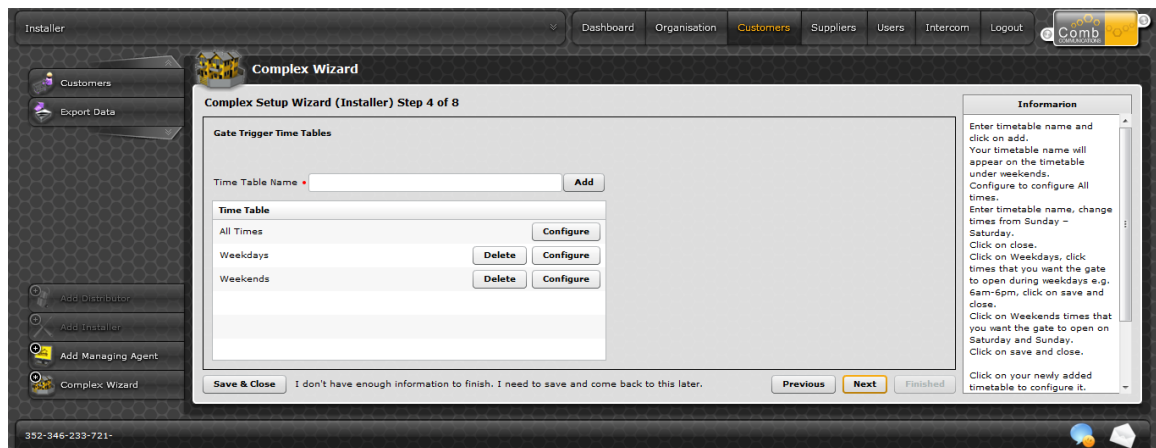 Installer
Dashboard Organisation Customers Suppliers Users Intercom Logout
Comb
COMMUNICATIONS
Customers
Export Data
Add Distributor
Add Installer
Add Managing Agent
Complex Wizard
Complex Wizard
Complex Setup Wizard (Installer) Step 4 of 8
Gate Trigger Time Tables
Time Table Name • Add
Time Table
All Times Configure
Weekdays Delete Configure
Weekends Delete Configure
Save & Close I don't have enough information to finish. I need to save and come back to this later. Previous Next Finished
Informarion
Enter timetable name and
click on add.
Your timetable name will
appear on the timetable
under weekends.
Configure to configure All
times.
Enter timetable name, change
times from Sunday –
Saturday.
Click on close.
Click on Weekdays, click
times that you want the gate
to open during weekdays e.g.
6am-6pm, click on save and
close.
Click on Weekends times that
you want the gate to open on
Saturday and Sunday.
Click on save and close.
Click on your newly added
timetable to configure it.
352-346-233-721-